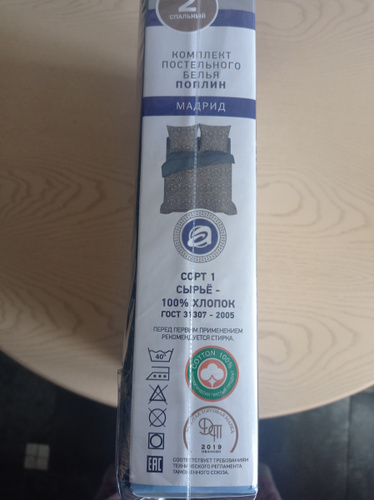 2
СПАЛЬНЫЙ
КОМПЛЕКТ
ПОСТЕЛЬНОГО
БЕЛЬЯ
ПОПЛИН
МАДРИД
СОРТ 1
СЫРЬЁ -
100% ХЛОПОК
ГОСТ 31307 - 2005
ПЕРЕД ПЕРВЫМ ПРИМЕНЕНИЕМ
РЕКОМЕНДУЕТСЯ СТИРКА.
40°
COTTON 100%
2019
ИВАНОВО
ЕАС
СООТВЕТСТВУЕТ ТРЕБОВАНИЯМ
ТЕХНИЧЕСКОГО РЕГЛАМЕНТА
ТАМОЖЕННОГО СОЮЗА.